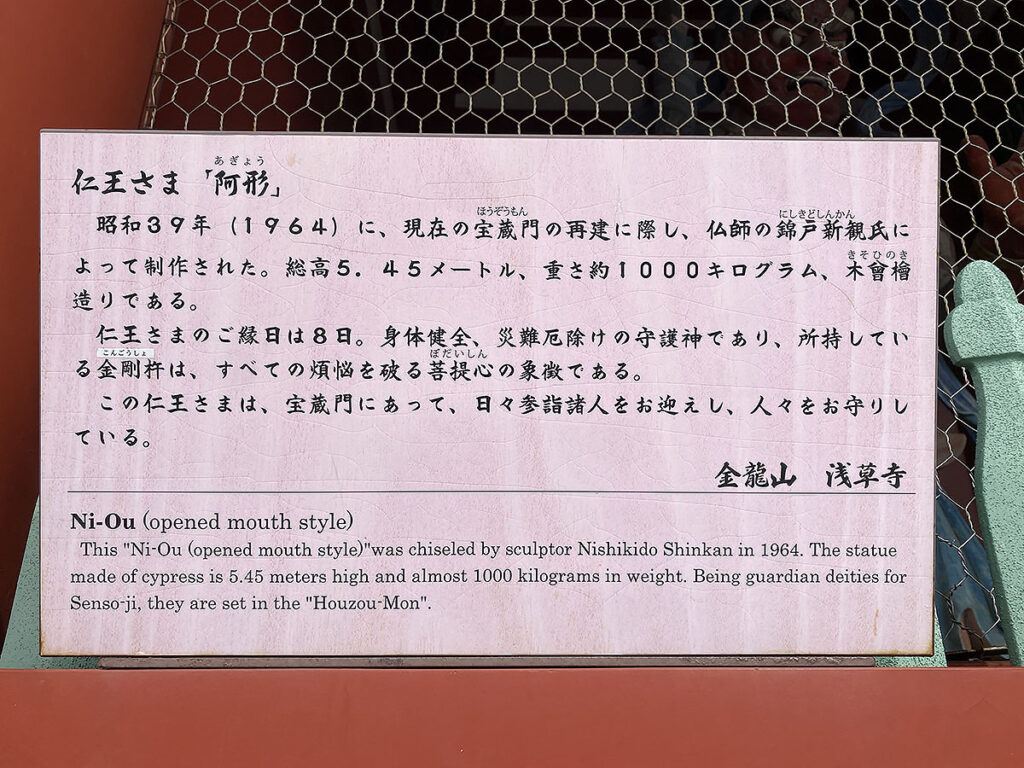 あぎょう
仁王さま「阿形」
ほうぞうもん にしきどしんかん
昭和３９年（１９６４）に、現在の宝蔵門の再建に際し、仏師の錦戸新観氏に
きそひのき
よって制作された。総高５．４５メートル、重さ約１０００キログラム、木曾檜
造りである。
仁王さまのご縁日は８日。身体健全、災難厄除けの守護神であり、所持してい
こんごうしょ ぼだいしん
る金剛杵は、すべての煩悩を破る菩提心の象徴である。
この仁王さまは、宝蔵門にあって、日々参詣諸人をお迎えし、人々をお守りし
ている。
金龍山　浅草寺
Ni-Ou (opened mouth style)
This "Ni-Ou (opened mouth style)"was chiseled by sculptor Nishikido Shinkan in 1964. The statue
made of cypress is 5.45 meters high and almost 1000 kilograms in weight. Being guardian deities for
Senso-ji, they are set in the "Houzou-Mon".